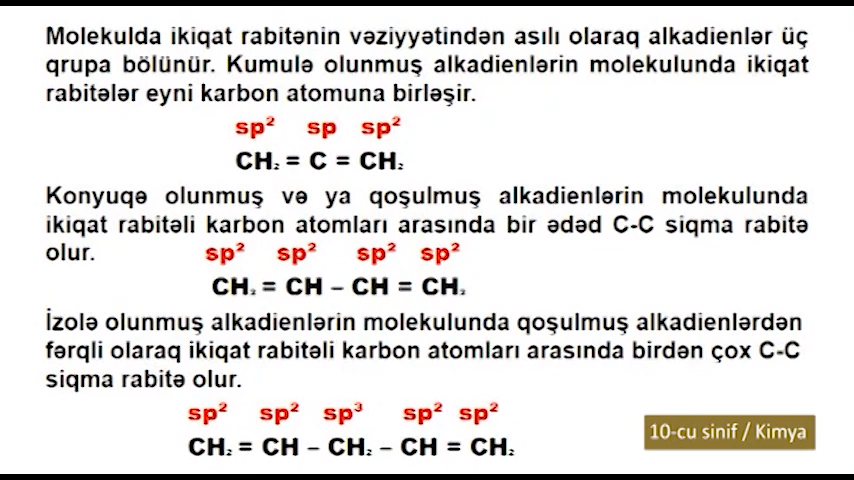 Molekulda ikiqat rabitənin vəziyyətindən asılı olaraq alkadienlər üç
qrupa bölünür. Kumulə olunmuş alkadienlərin molekulunda ikiqat
rabitələr eyni karbon atomuna birləşir.
sp² sp sp²
CH₂ = C = CH₂
Konyuqə olunmuş və ya qoşulmuş alkadienlərin molekulunda
ikiqat rabitəli karbon atomları arasında bir ədəd C-C siqma rabitə
olur.
sp² sp² sp² sp²
CH₂ = CH – CH = CH₂
İzolə olunmuş alkadienlərin molekulunda qoşulmuş alkadienlərdən
fərqli olaraq ikiqat rabitəli karbon atomları arasında birdən çox C-C
siqma rabitə olur.
sp² sp² sp³ sp² sp²
CH₂ = CH – CH₂ – CH = CH₂
10-cu sinif / Kimya